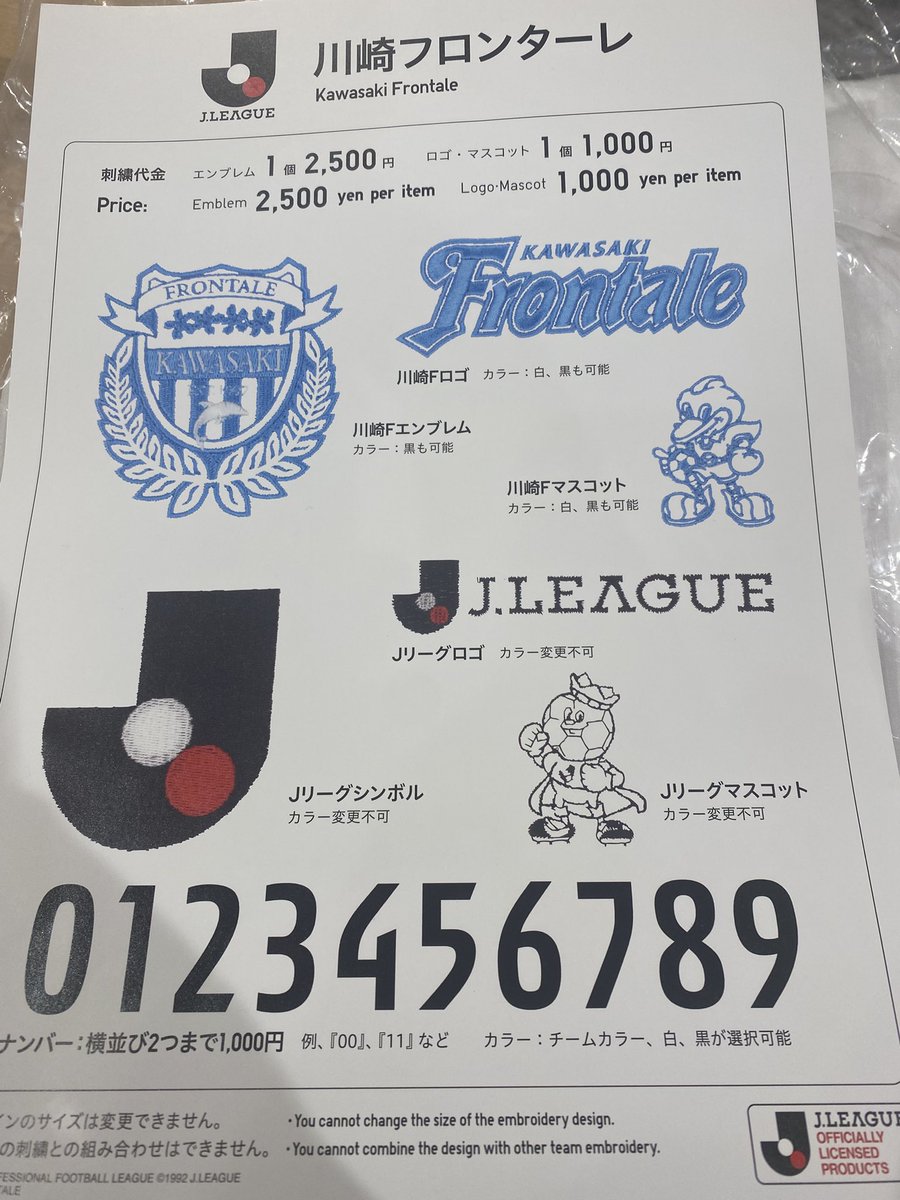 J.LEAGUE
川崎フロンターレ
Kawasaki Frontale
刺繍代金 エンブレム 1個 2,500円 ロゴ・マスコット 1個 1,000円
Price: Emblem 2,500 yen per item Logo・Mascot 1,000 yen per item
FRONTALE
KAWASAKI
KAWASAKI
Frontale
川崎Fロゴ カラー：白、黒も可能
川崎Fエンブレム
カラー：黒も可能
川崎Fマスコット
カラー：白、黒も可能
J.LEAGUE
Jリーグロゴ カラー変更不可
Jリーグシンボル
カラー変更不可
Jリーグマスコット
カラー変更不可
0123456789
ナンバー：横並び2つまで1,000円 例、『00』、『11』など カラー：チームカラー、白、黒が選択可能
インのサイズは変更できません。 ・You cannot change the size of the embroidery design.
の刺繍との組み合わせはできません。 ・You cannot combine the design with other team embroidery.
FESSIONAL FOOTBALL LEAGUE ©1992 J.LEAGUE
TALE
J.LEAGUE
OFFICIALLY
LICENSED
PRODUCTS